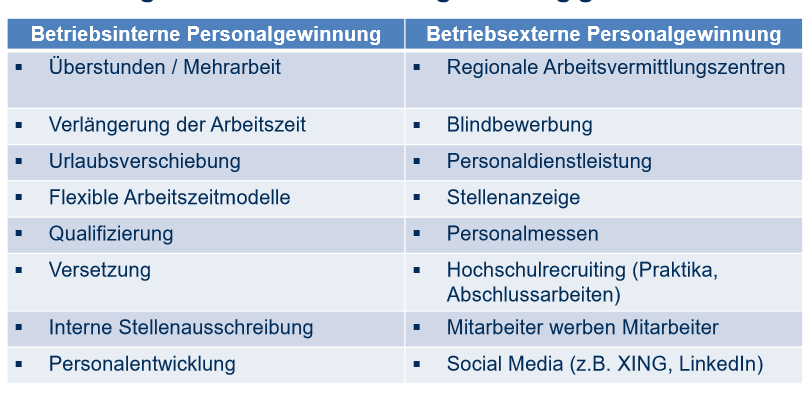 Betriebsinterne Personalgewinnung Betriebsexterne Personalgewinnung
▪ Überstunden / Mehrarbeit ▪ Regionale Arbeitsvermittlungszentren
▪ Verlängerung der Arbeitszeit ▪ Blindbewerbung
▪ Urlaubsverschiebung ▪ Personaldienstleistung
▪ Flexible Arbeitszeitmodelle ▪ Stellenanzeige
▪ Qualifizierung ▪ Personalmessen
▪ Versetzung ▪ Hochschulrecruiting (Praktika,
Abschlussarbeiten)
▪ Interne Stellenausschreibung ▪ Mitarbeiter werben Mitarbeiter
▪ Personalentwicklung ▪ Social Media (z.B. XING, LinkedIn)